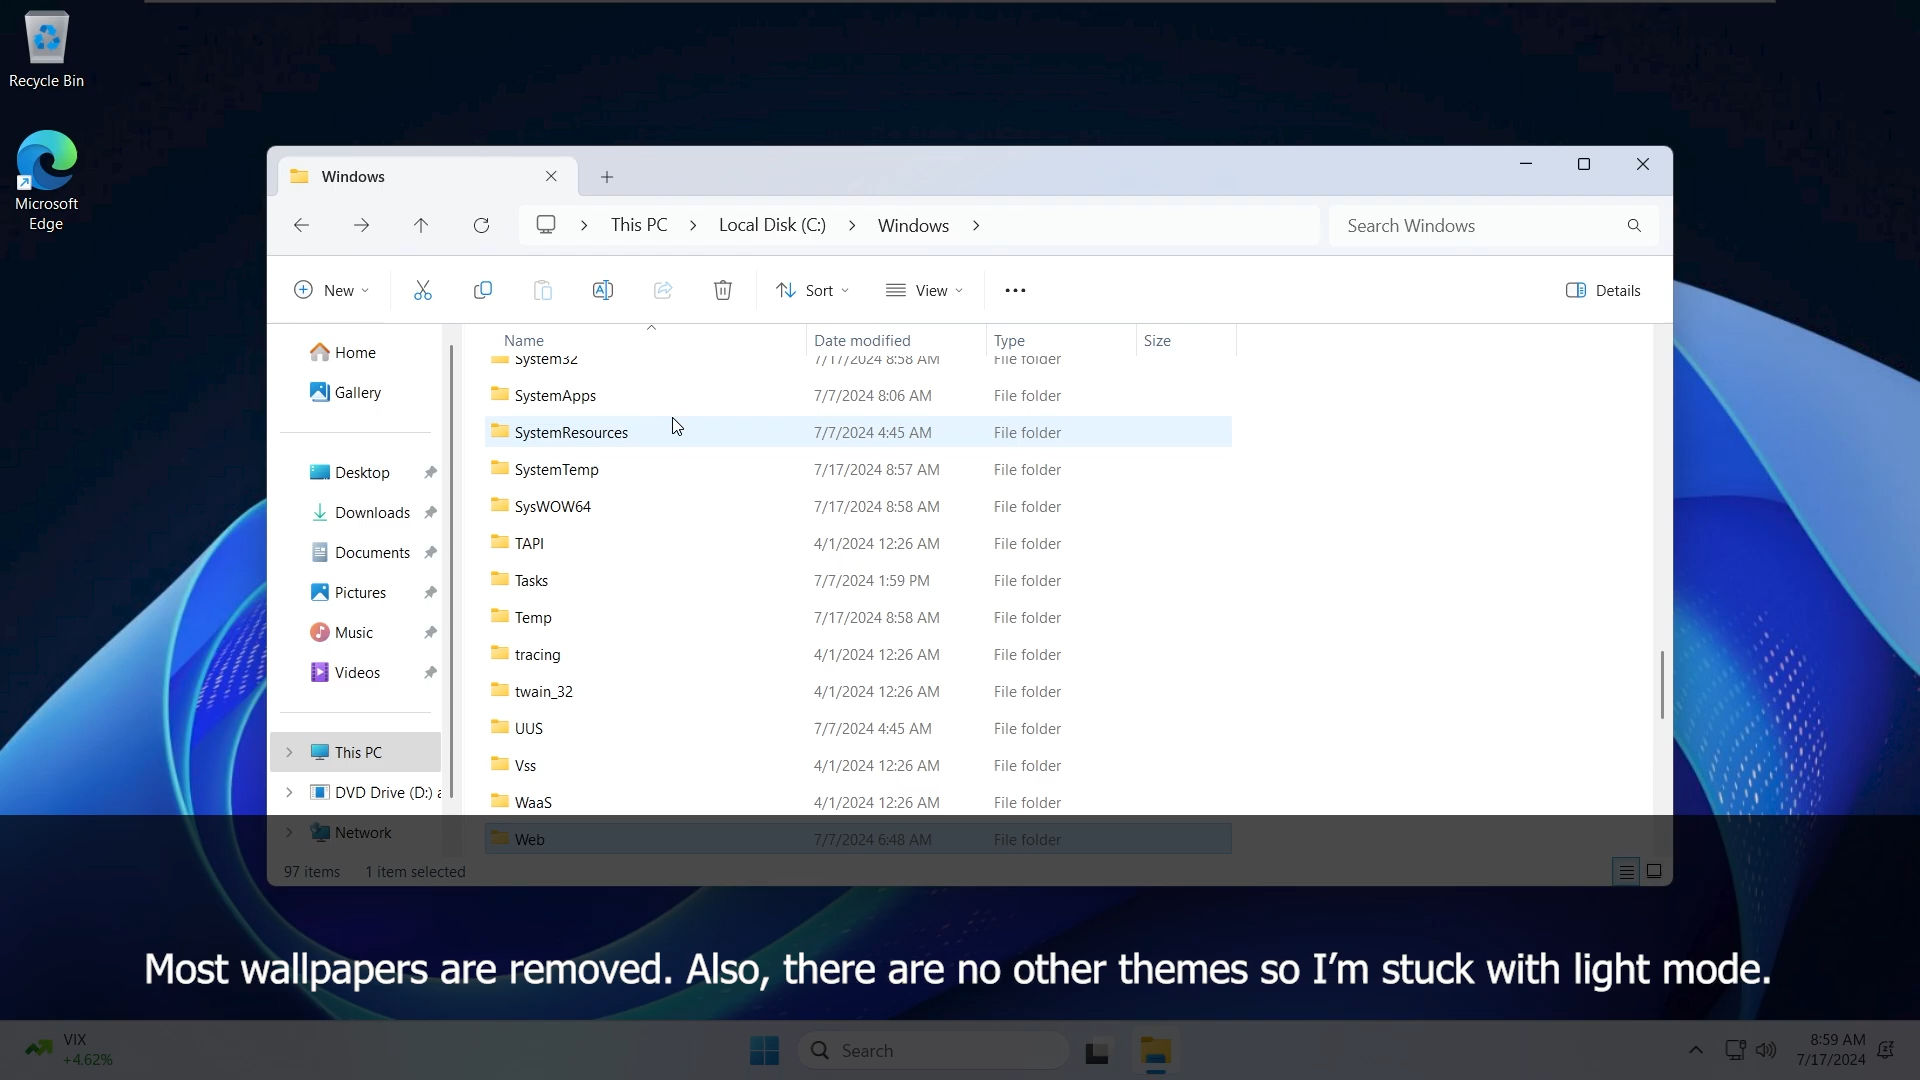 Recycle Bin
Microsoft
Edge
Windows
This PC
Local Disk (C:)
Windows
Search Windows
New
Sort
View
Details
Home
Gallery
Desktop
Downloads
Documents
Pictures
Music
Videos
This PC
DVD Drive (D:) a
Network
Name Date modified Type Size
System32 7/17/2024 8:58 AM File folder
SystemApps 7/7/2024 8:06 AM File folder
SystemResources 7/7/2024 4:45 AM File folder
SystemTemp 7/17/2024 8:57 AM File folder
SysWOW64 7/17/2024 8:58 AM File folder
TAPI 4/1/2024 12:26 AM File folder
Tasks 7/7/2024 1:59 PM File folder
Temp 7/17/2024 8:58 AM File folder
tracing 4/1/2024 12:26 AM File folder
twain_32 4/1/2024 12:26 AM File folder
UUS 7/7/2024 4:45 AM File folder
Vss 4/1/2024 12:26 AM File folder
WaaS 4/1/2024 12:26 AM File folder
Web 7/7/2024 6:48 AM File folder
97 items 1 item selected
Most wallpapers are removed. Also, there are no other themes so I'm stuck with light mode.
VIX
+4.62%
Search
8:59 AM
7/17/2024